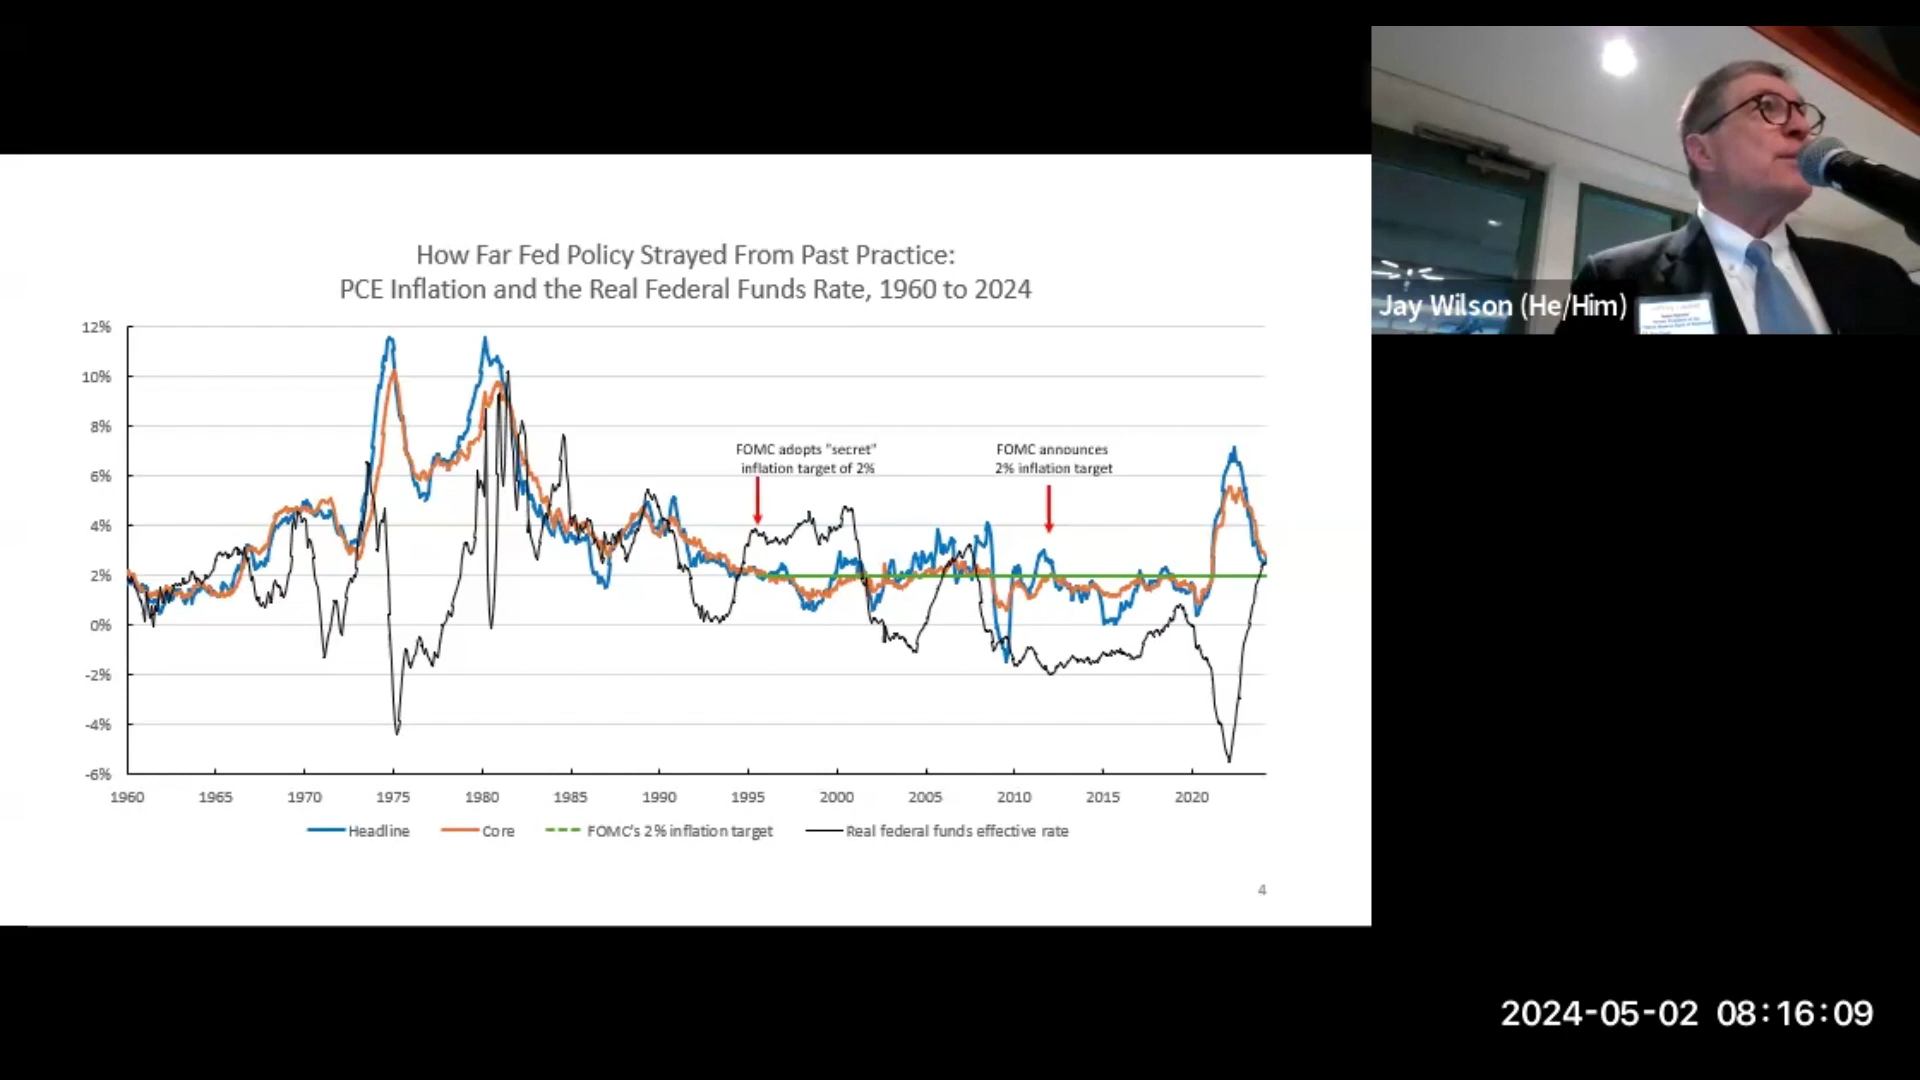 Jay Wilson (He/Him)
How Far Fed Policy Strayed From Past Practice:
PCE Inflation and the Real Federal Funds Rate, 1960 to 2024
12%
10%
8%
6%
4%
2%
0%
-2%
-4%
-6%
FOMC adopts "secret"
inflation target of 2%
FOMC announces
2% inflation target
1960 1965 1970 1975 1980 1985 1990 1995 2000 2005 2010 2015 2020
Headline Core FOMC's 2% inflation target Real federal funds effective rate
4
2024-05-02 08:16:09